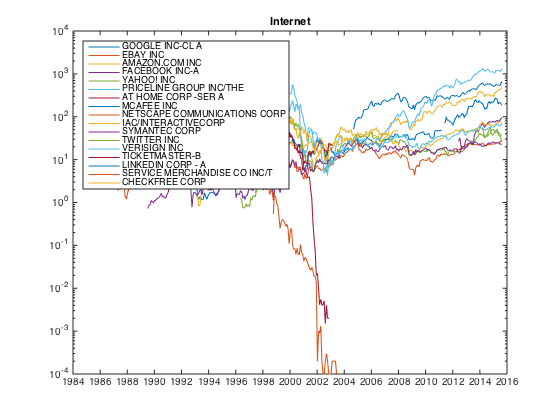 Internet
10^4
10^3
10^2
10^1
10^0
10^-1
10^-2
10^-3
10^-4
GOOGLE INC-CL A
EBAY INC
AMAZON.COM INC
FACEBOOK INC-A
YAHOO! INC
PRICELINE GROUP INC/THE
AT HOME CORP -SER A
MCAFEE INC
NETSCAPE COMMUNICATIONS CORP
IAC/INTERACTIVECORP
SYMANTEC CORP
TWITTER INC
VERISIGN INC
TICKETMASTER-B
LINKEDIN CORP - A
SERVICE MERCHANDISE CO INC/T
CHECKFREE CORP
1984 1986 1988 1990 1992 1994 1996 1998 2000 2002 2004 2006 2008 2010 2012 2014 2016